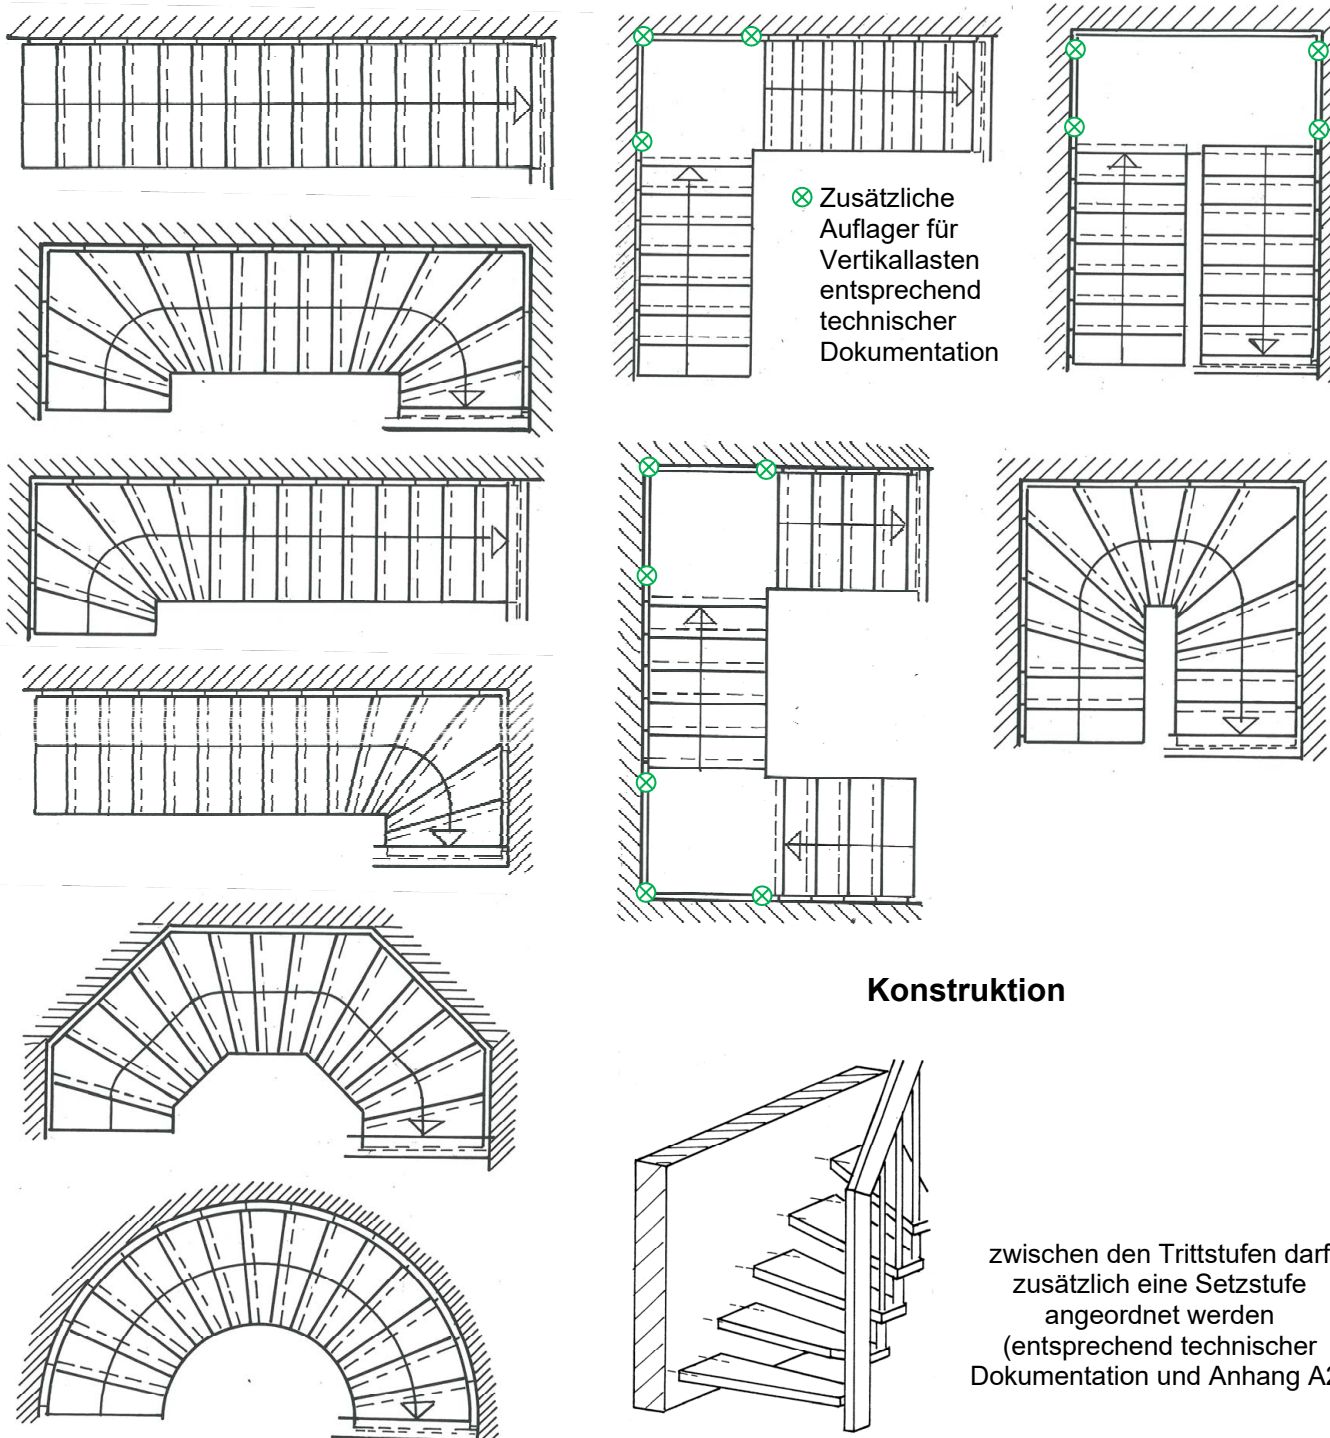 Zusätzliche
Auflager für
Vertikallasten
entsprechend
technischer
Dokumentation
Konstruktion
zwischen den Trittstufen darf
zusätzlich eine Setzstufe
angeordnet werden
(entsprechend technischer
Dokumentation und Anhang A2